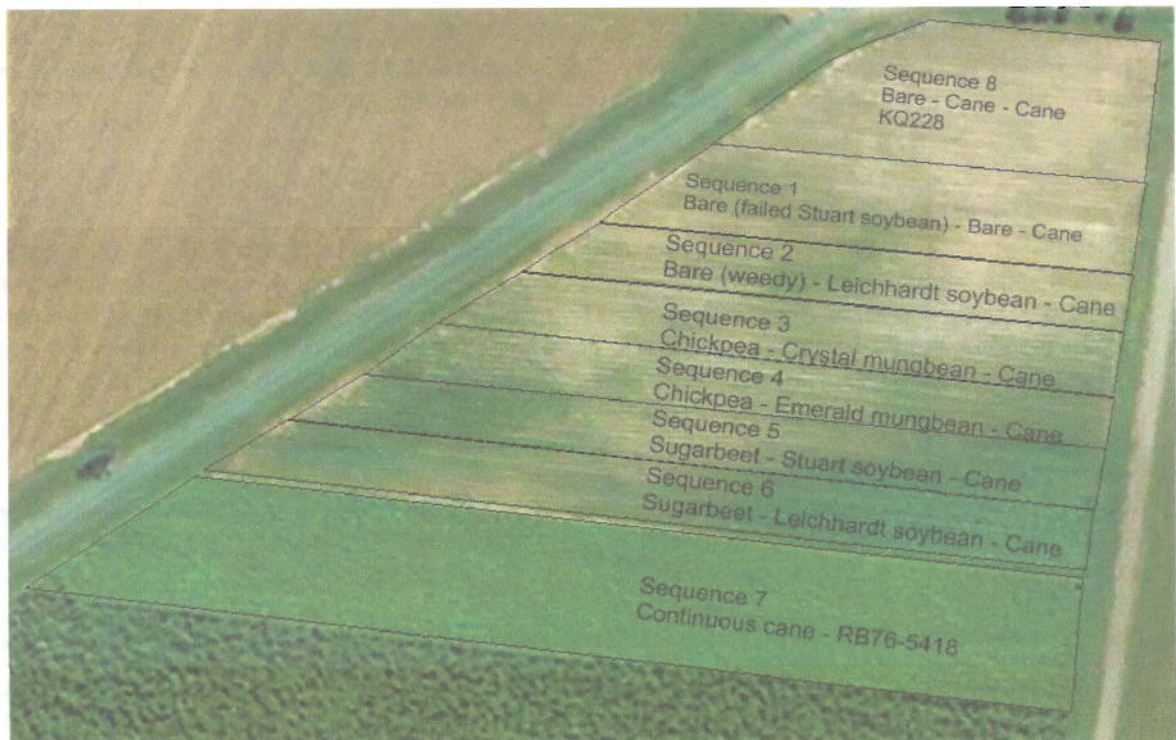 Sequence 8
Bare - Cane - Cane
KQ228
Sequence 1
Bare (failed Stuart soybean) - Bare - Cane
Sequence 2
Bare (weedy) - Leichhardt soybean - Cane
Sequence 3
Chickpea - Crystal mungbean - Cane
Sequence 4
Chickpea - Emerald mungbean - Cane
Sequence 5
Sugarbeet - Stuart soybean - Cane
Sequence 6
Sugarbeet - Leichhardt soybean - Cane
Sequence 7
Continuous cane - RB76-5418